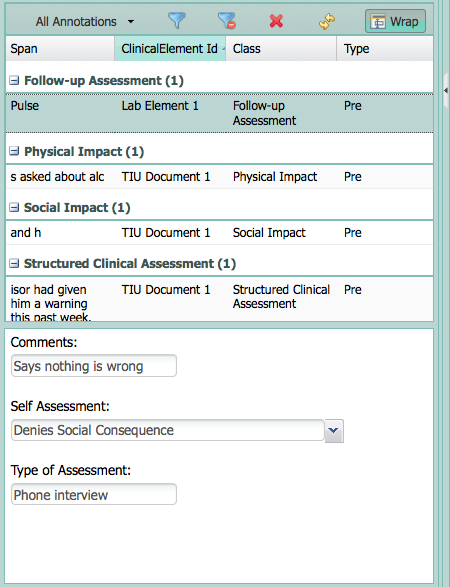 All Annotations Wrap
Span ClinicalElement Id Class Type
Follow-up Assessment (1)
Pulse Lab Element 1 Follow-up Pre
Assessment
Physical Impact (1)
s asked about alc TIU Document 1 Physical Impact Pre
Social Impact (1)
and h TIU Document 1 Social Impact Pre
Structured Clinical Assessment (1)
isor had given TIU Document 1 Structured Clinical Pre
him a warning Assessment
this past week.
Comments:
Says nothing is wrong
Self Assessment:
Denies Social Consequence
Type of Assessment:
Phone interview